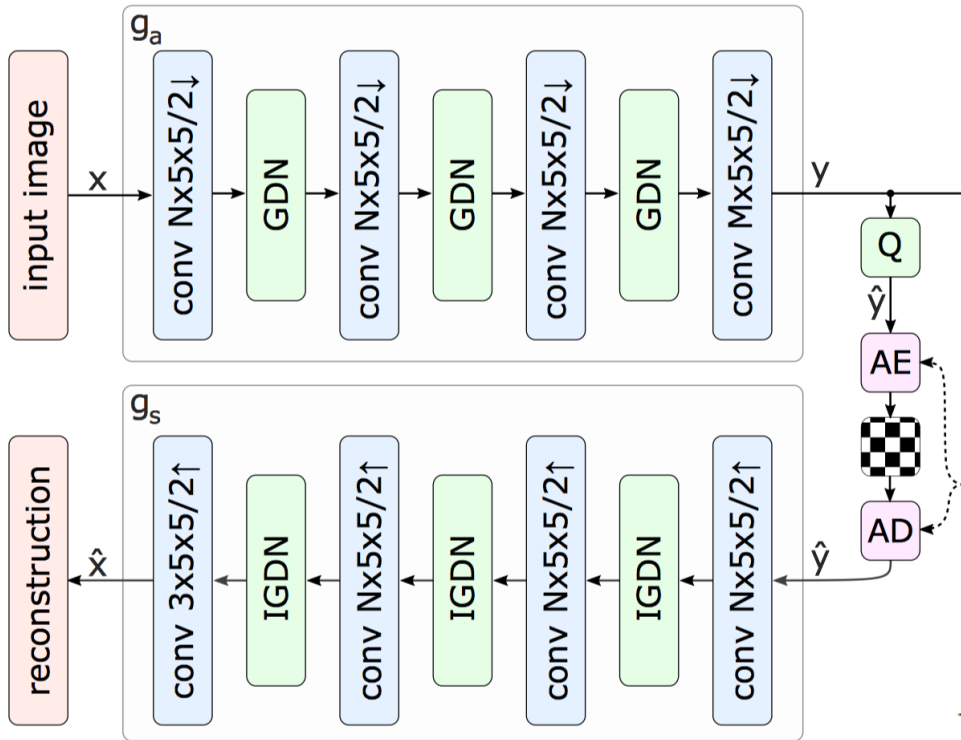 gₐ
input image
x
conv Nx5x5/2↓
GDN
conv Nx5x5/2↓
GDN
conv Nx5x5/2↓
GDN
conv Mx5x5/2↓
y
Q
ŷ
AE
AD
gₛ
reconstruction
x̂
conv 3x5x5/2↑
IGDN
conv Nx5x5/2↑
IGDN
conv Nx5x5/2↑
IGDN
conv Nx5x5/2↑
ŷ